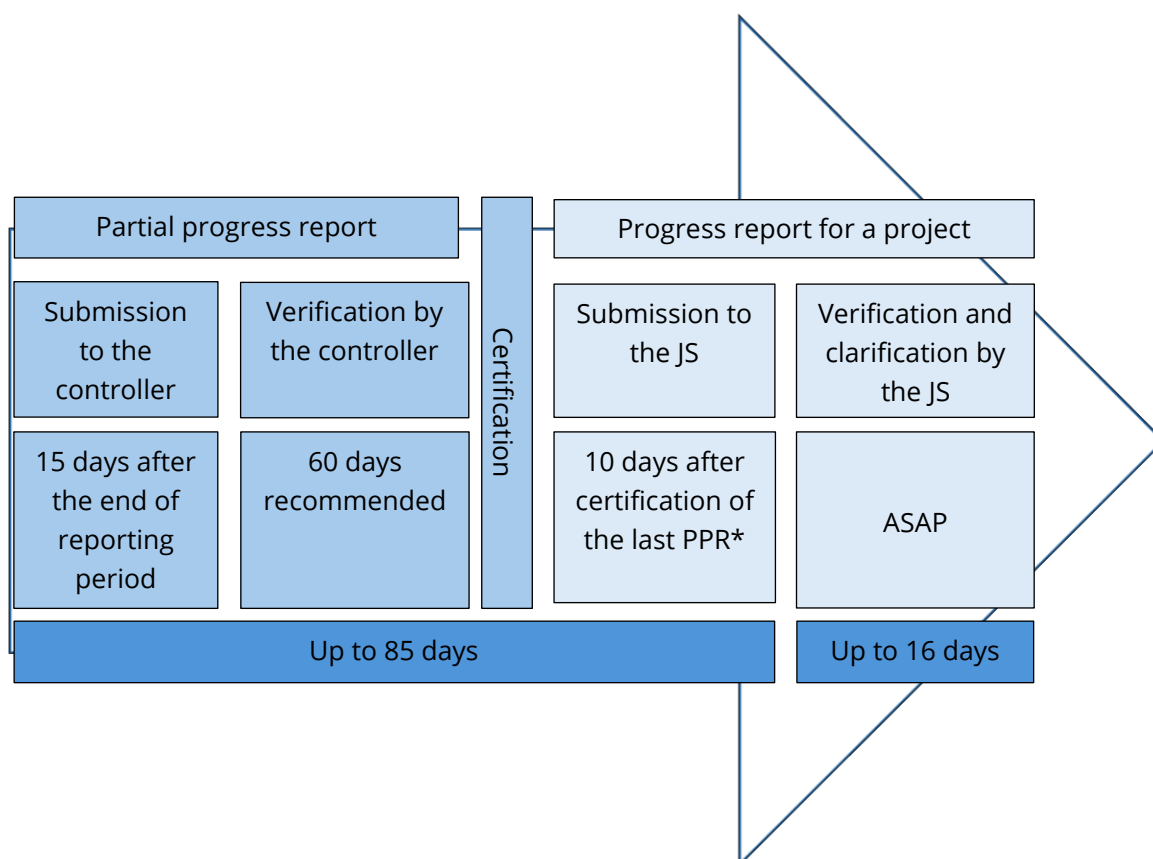 Partial progress report
Progress report for a project
Submission
to the
controller
Verification by
the controller
Certification
Submission to
the JS
Verification and
clarification by
the JS
15 days after
the end of
reporting
period
60 days
recommended
10 days after
certification of
the last PPR*
ASAP
Up to 85 days
Up to 16 days